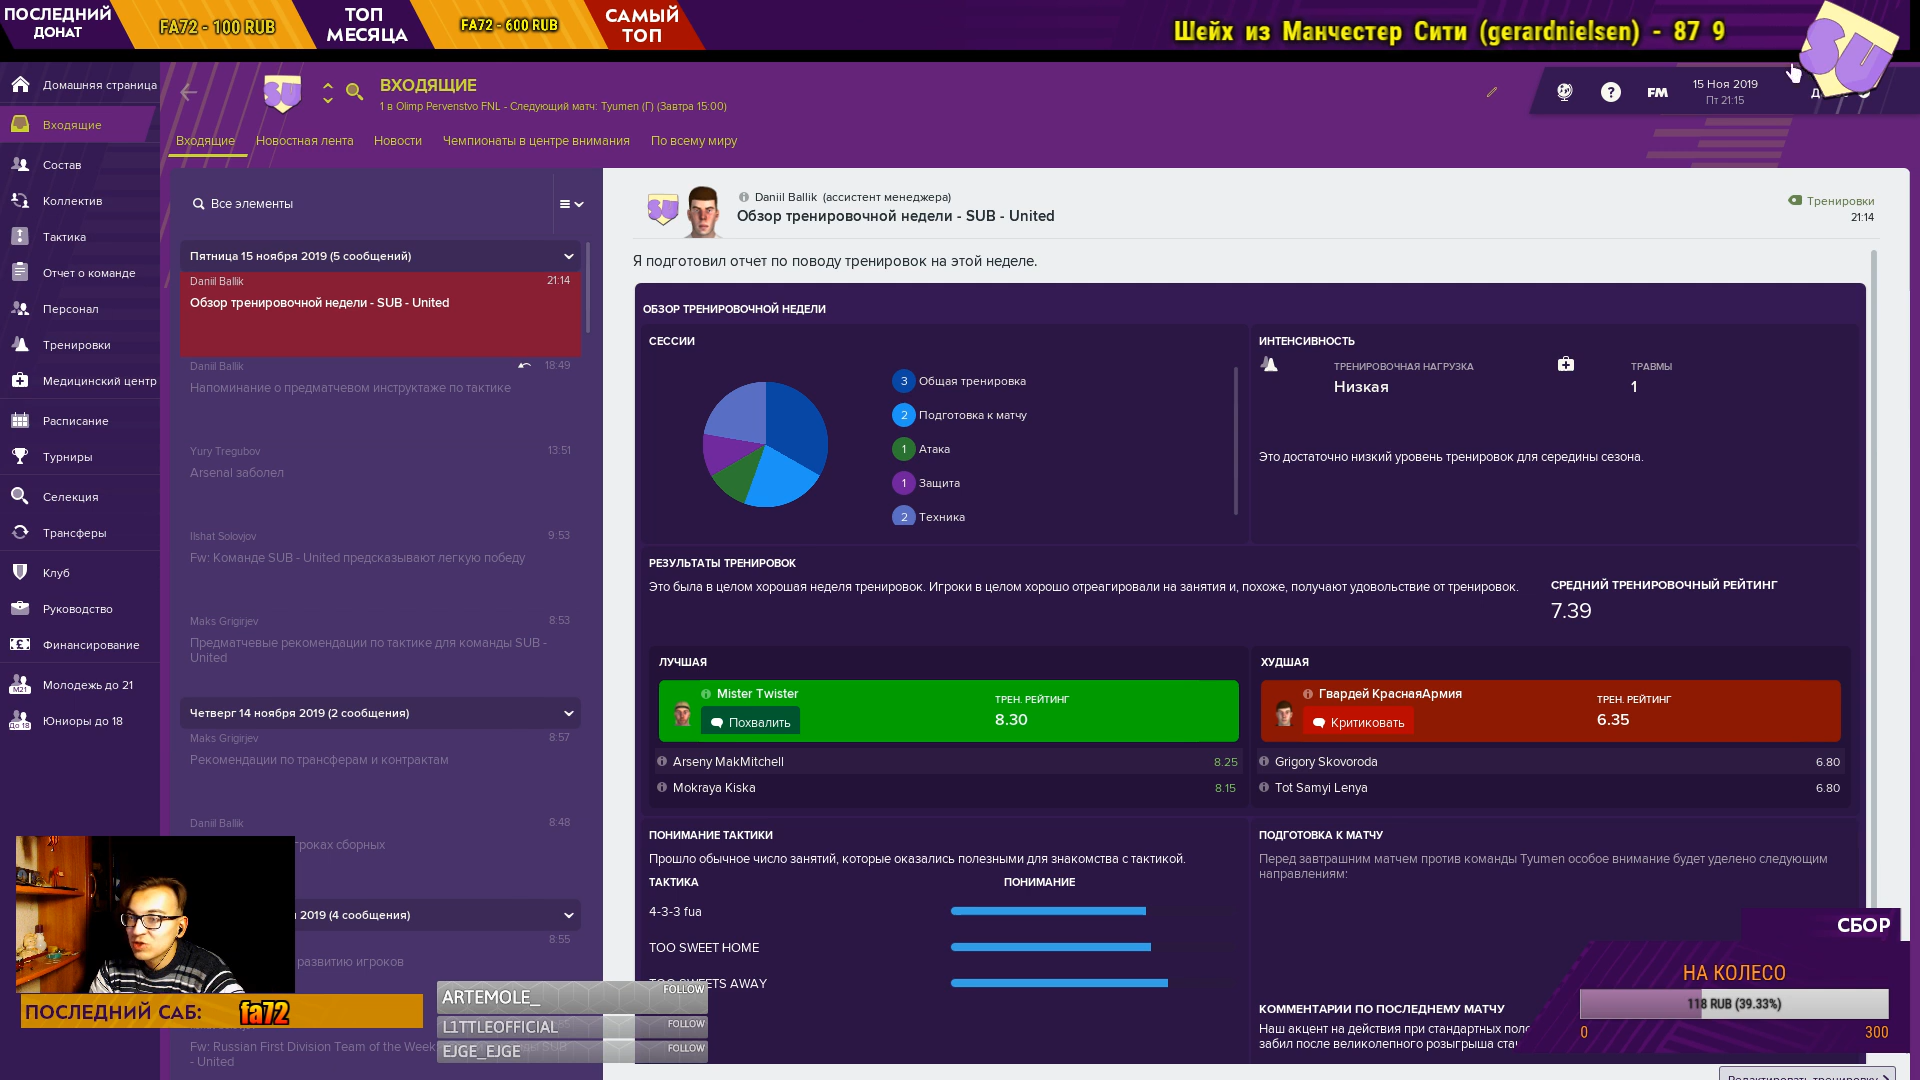 ПОСЛЕДНИЙ
ДОНАТ
FA72 - 100 RUB
ТОП
МЕСЯЦА
FA72 - 600 RUB
САМЫЙ
ТОП
Шейх из Манчестер Сити (gerardnielsen) - 87 9
SU
Домашняя страница
Входящие
Состав
Коллектив
Тактика
Отчет о команде
Персонал
Тренировки
Медицинский центр
Расписание
Турниры
Селекция
Трансферы
Клуб
Руководство
Финансирование
Молодежь до 21
Юниоры до 18
ВХОДЯЩИЕ
1 в Olimp Pervenstvo FNL - Следующий матч: Tyumen (Г) (Завтра 15:00)
FM
15 Ноя 2019
Пт 21:15
Входящие
Новостная лента
Новости
Чемпионаты в центре внимания
По всему миру
Все элементы
Пятница 15 ноября 2019 (5 сообщений)
Daniil Ballik 21:14
Обзор тренировочной недели - SUB - United
Daniil Ballik 18:49
Напоминание о предматчевом инструктаже по тактике
Yury Tregubov 13:51
Arsenal заболел
Ilshat Solovjov 9:53
Fw: Команде SUB - United предсказывают легкую победу
Maks Grigirjev 8:53
Предматчевые рекомендации по тактике для команды SUB -
United
Четверг 14 ноября 2019 (2 сообщения)
Maks Grigirjev 8:57
Рекомендации по трансферам и контрактам
Daniil Ballik 8:48
гроках сборных
2019 (4 сообщения)
8:55
развитию игроков
Fw: Russian First Division Team of the Week
- United
Daniil Ballik (ассистент менеджера)
Обзор тренировочной недели - SUB - United
Тренировки
21:14
Я подготовил отчет по поводу тренировок на этой неделе.
ОБЗОР ТРЕНИРОВОЧНОЙ НЕДЕЛИ
СЕССИИ
3 Общая тренировка
2 Подготовка к матчу
1 Атака
1 Защита
2 Техника
ИНТЕНСИВНОСТЬ
ТРЕНИРОВОЧНАЯ НАГРУЗКА
Низкая
ТРАВМЫ
1
Это достаточно низкий уровень тренировок для середины сезона.
РЕЗУЛЬТАТЫ ТРЕНИРОВОК
Это была в целом хорошая неделя тренировок. Игроки в целом хорошо отреагировали на занятия и, похоже, получают удовольствие от тренировок.
СРЕДНИЙ ТРЕНИРОВОЧНЫЙ РЕЙТИНГ
7.39
ЛУЧШАЯ
Mister Twister
Похвалить
ТРЕН. РЕЙТИНГ
8.30
Arseny MakMitchell 8.25
Mokraya Kiska 8.15
ХУДШАЯ
Гвардей КраснаяАрмия
Критиковать
ТРЕН. РЕЙТИНГ
6.35
Grigory Skovoroda 6.80
Tot Samyi Lenya 6.80
ПОНИМАНИЕ ТАКТИКИ
Прошло обычное число занятий, которые оказались полезными для знакомства с тактикой.
ТАКТИКА ПОНИМАНИЕ
4-3-3 fua
TOO SWEET HOME
TOO SWEETS AWAY
ПОДГОТОВКА К МАТЧУ
Перед завтрашним матчем против команды Tyumen особое внимание будет уделено следующим
направлениям:
КОММЕНТАРИИ ПО ПОСЛЕДНЕМУ МАТЧУ
Наш акцент на действия при стандартных поло
забил после великолепного розыгрыша ста
Редактировать тренировку
СБОР
НА КОЛЕСО
118 RUB (39.33%)
0 300
ПОСЛЕДНИЙ САБ: fa72
ARTEMOLE_ FOLLOW
L1TTLEOFFICIAL FOLLOW
EJGE_EJGE FOLLOW